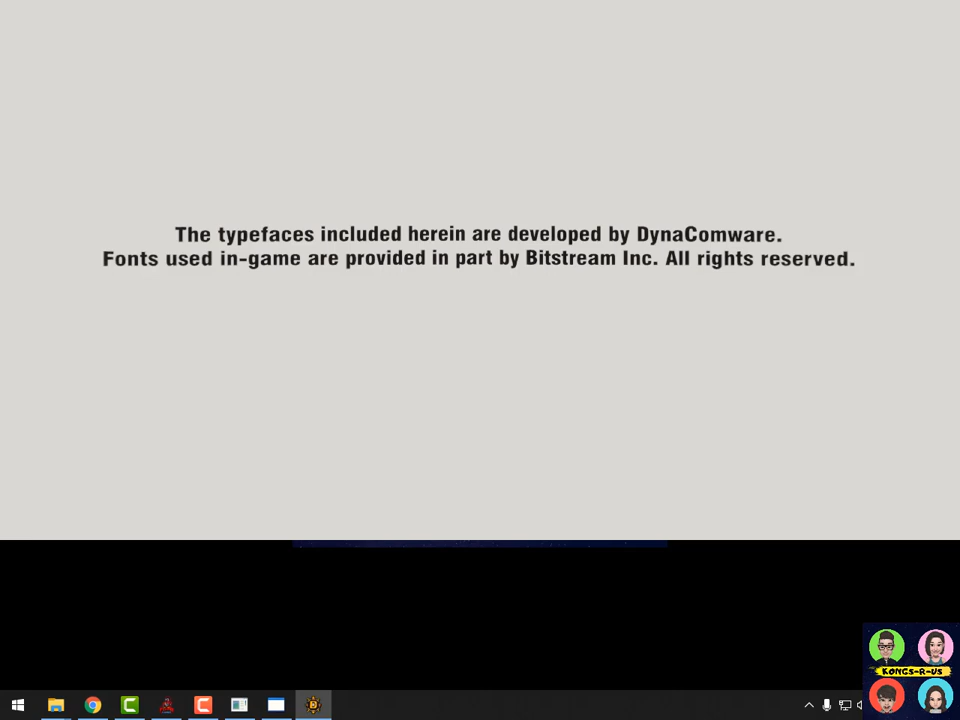 The typefaces included herein are developed by DynaComware.
Fonts used in-game are provided in part by Bitstream Inc. All rights reserved.
KONGS-R-US